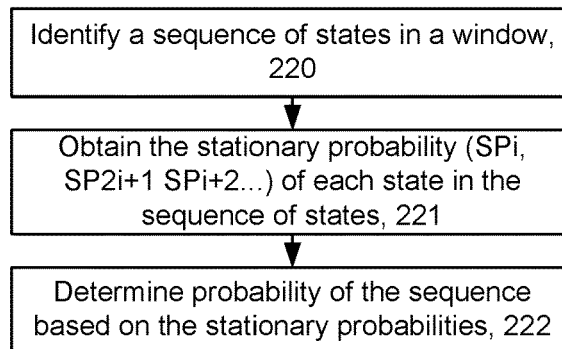 Identify a sequence of states in a window,
220
Obtain the stationary probability (SPi,
SP2i+1 SPi+2...) of each state in the
sequence of states, 221
Determine probability of the sequence
based on the stationary probabilities, 222